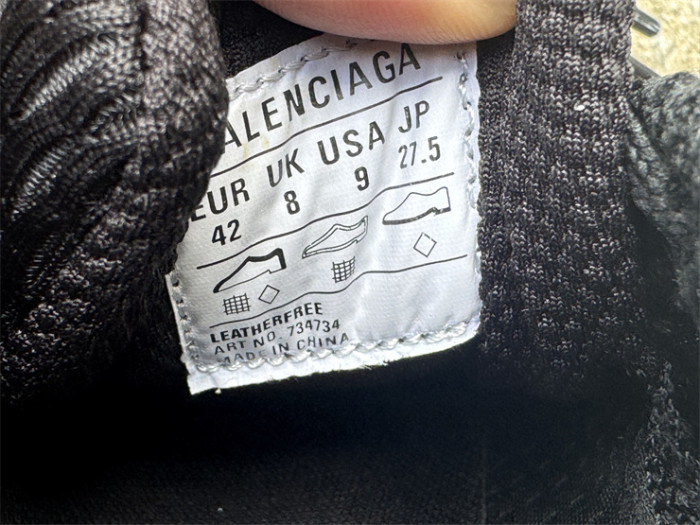 ALENCIAGA
EUR UK USA JP
42 8 9 27.5
LEATHERFREE
ART NO. 734734
MADE IN CHINA